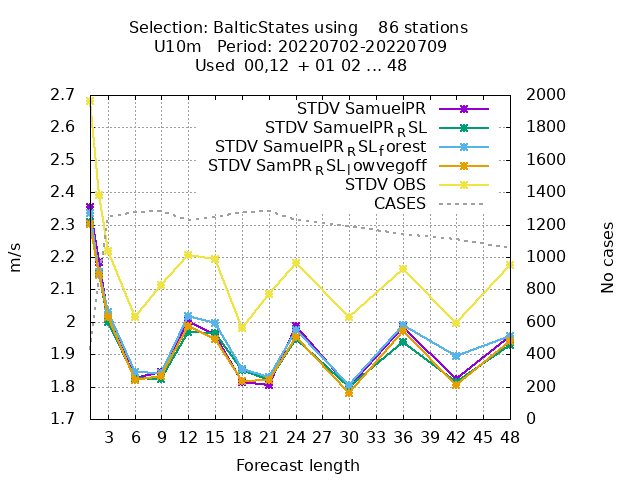 Selection: BalticStates using    86 stations
U10m   Period: 20220702-20220709
Used  00,12  + 01 02 ... 48
STDV SamuelPR
STDV SamuelPR_RSL
STDV SamuelPR_RSL_forest
STDV SamPR_RSL_lowvegoff
STDV OBS
CASES
2.7
2.6
2.5
2.4
2.3
2.2
2.1
2
1.9
1.8
1.7
m/s
2000
1800
1600
1400
1200
1000
800
600
400
200
0
No cases
3 6 9 12 15 18 21 24 27 30 33 36 39 42 45 48
Forecast length